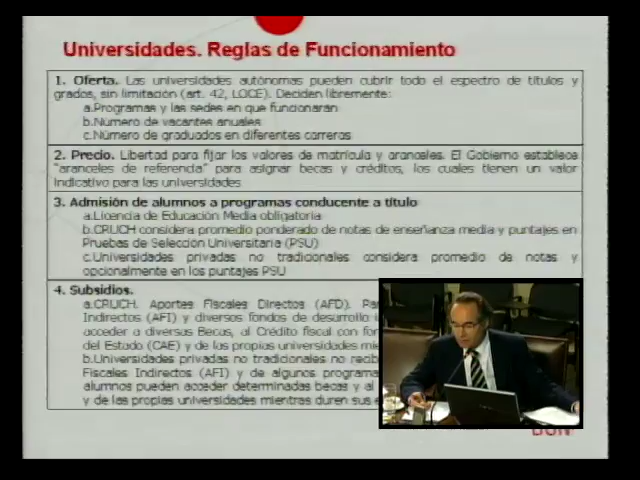 Universidades. Reglas de Funcionamiento
1. Oferta. Las universidades autónomas pueden cubrir todo el espectro de títulos y
grados, sin limitación (art. 42, LOCE). Deciden libremente:
a.Programas y las sedes en que funcionarán
b.Número de vacantes anuales
c.Número de graduados en diferentes carreras
2. Precio. Libertad para fijar los valores de matrícula y aranceles. El Gobierno establece
"aranceles de referencia" para asignar becas y créditos, los cuales tienen un valor
indicativo para las universidades
3. Admisión de alumnos a programas conducente a título
a.Licencia de Educación Media obligatoria
b.CRUCH considera promedio ponderado de notas de enseñanza media y puntajes en
Pruebas de Selección Universitaria (PSU)
c.Universidades privadas no tradicionales considera promedio de notas y
opcionalmente en los puntajes PSU
4. Subsidios.
a.CRUCH. Aportes Fiscales Directos (AFD).
Indirectos (AFI) y diversos fondos de desarrollo
acceder a diversas Becas, al Crédito fiscal con
del Estado (CAE) y de las propias universidades
b.Universidades privadas no tradicionales no
Fiscales Indirectos (AFI) y de algunos
alumnos pueden acceder determinadas becas y al
y de las propias universidades mientras duren sus